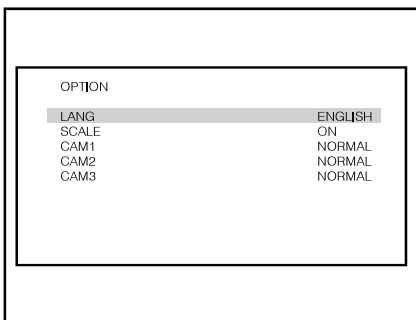 OPTION
LANG ENGLISH
SCALE ON
CAM1 NORMAL
CAM2 NORMAL
CAM3 NORMAL